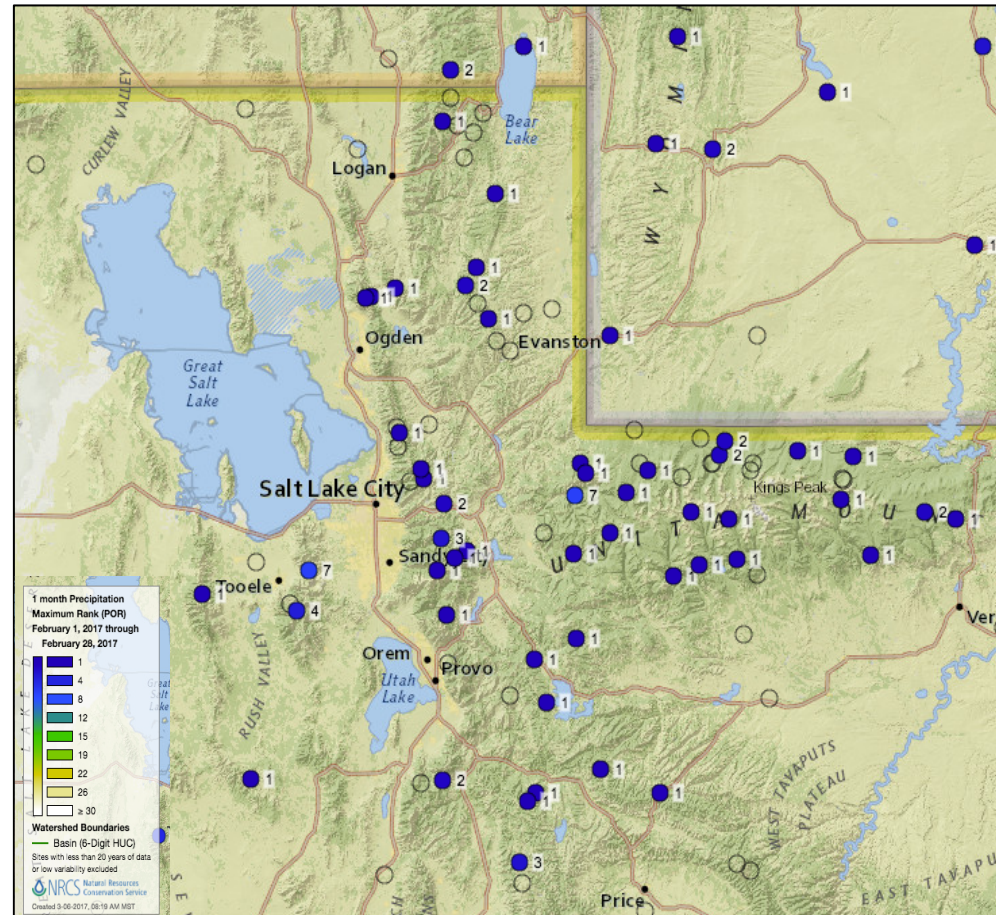 1
1
2
1
CURLEW VALLEY
1
Bear
Lake
1
2
Logan
W Y O M I
1
1
1
2
1
1
1
1
Ogden
Evanston
1
Great
Salt
Lake
1
2
1
2
1
1
1
1
1
1
Kings Peak
Salt Lake City
7
1
2
1
1
1
2
1
UINTA MOUN
3
1
1
1
Sandy City
1
1
1
1
1
Tooele
7
1
1
1
4
1
Ver
1
Orem
Provo
1
Utah
Lake
RUSH VALLEY
1
WEST TAVAPUTS
PLATEAU
1
2
1
1
1
1
3
Price
EAST TAVAPU
1 month Precipitation
Maximum Rank (POR)
February 1, 2017 through
February 28, 2017
1
4
8
12
15
19
22
26
≥ 30
Watershed Boundaries
Basin (6-Digit HUC)
Sites with less than 20 years of data
or low variability excluded
NRCS Natural Resources
Conservation Service
Created 3-06-2017, 08:19 AM MST